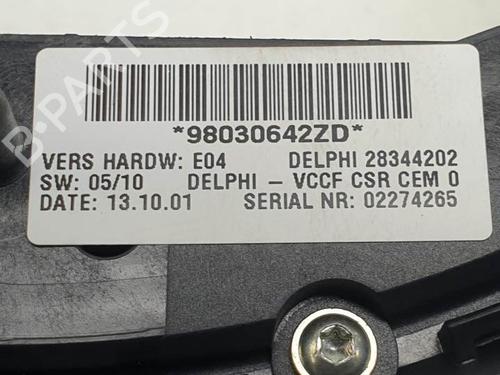 B-PARTS
*98030642ZD*
VERS HARDW: E04 DELPHI 28344202
SW: 05/10 DELPHI - VCCF CSR CEM 0
DATE: 13.10.01 SERIAL NR: 02274265